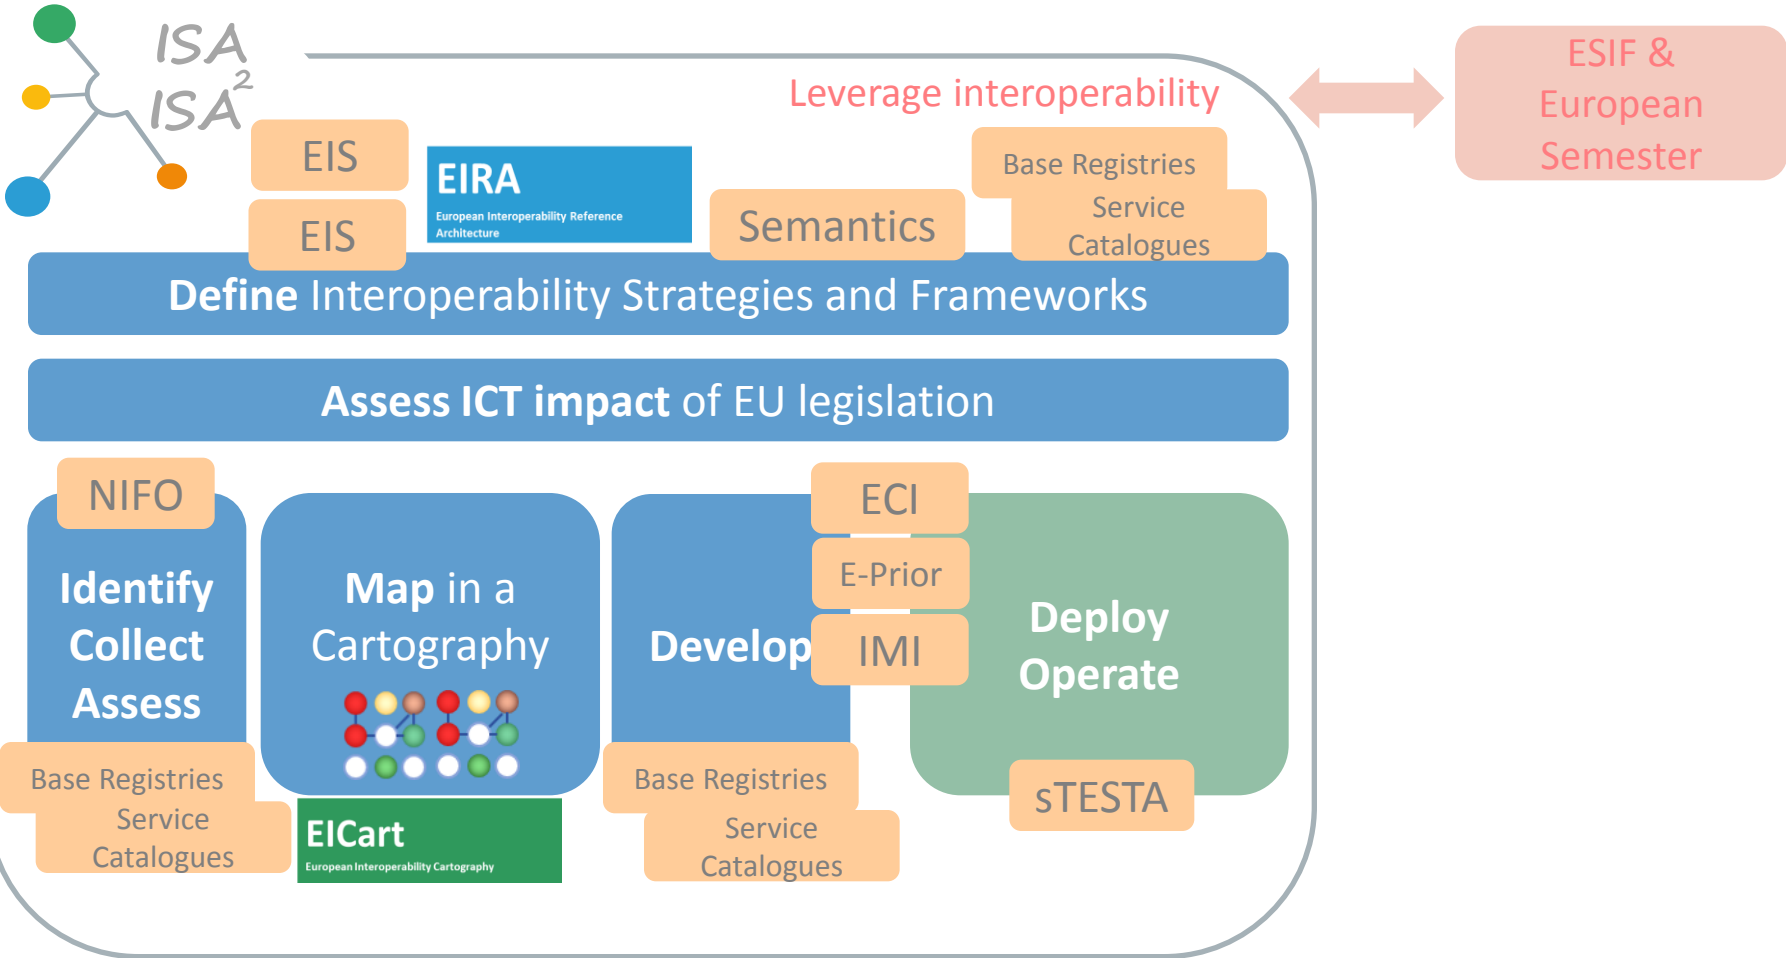 ISA
ISA²
Leverage interoperability
ESIF &
European
Semester
EIS
EIS
EIRA
European Interoperability Reference
Architecture
Semantics
Base Registries
Service
Catalogues
Define Interoperability Strategies and Frameworks
Assess ICT impact of EU legislation
NIFO
Identify
Collect
Assess
Base Registries
Service
Catalogues
Map in a
Cartography
EICart
European Interoperability Cartography
Develop
Base Registries
Service
Catalogues
ECI
E-Prior
IMI
Deploy
Operate
sTESTA